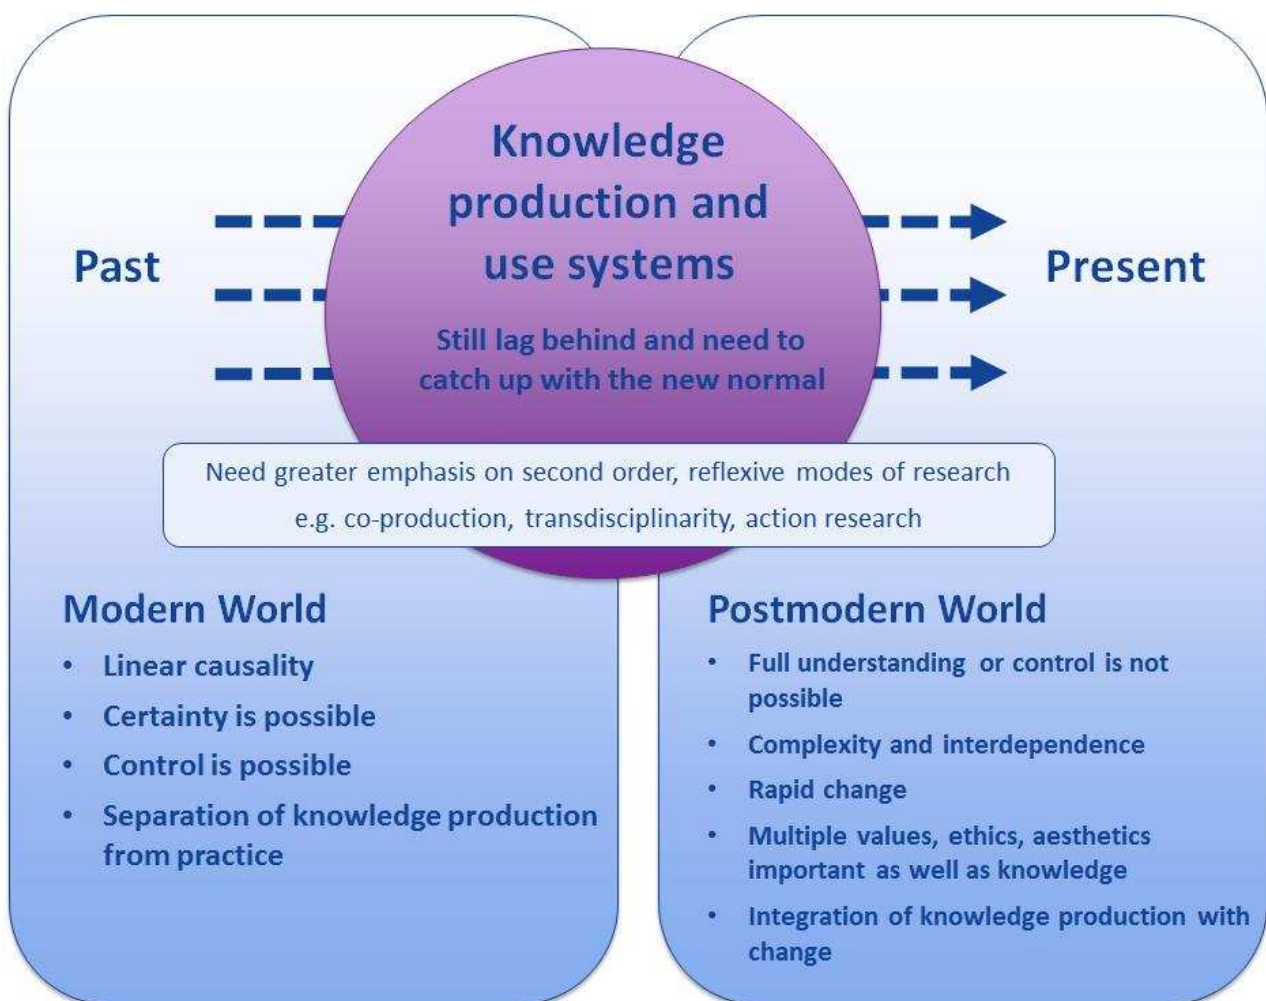 Knowledge
production and
use systems
Past
Present
Still lag behind and need to
catch up with the new normal
Need greater emphasis on second order, reflexive modes of research
e.g. co-production, transdisciplinarity, action research
Modern World
• Linear causality
• Certainty is possible
• Control is possible
• Separation of knowledge production
from practice
Postmodern World
• Full understanding or control is not
possible
• Complexity and interdependence
• Rapid change
• Multiple values, ethics, aesthetics
important as well as knowledge
• Integration of knowledge production with
change